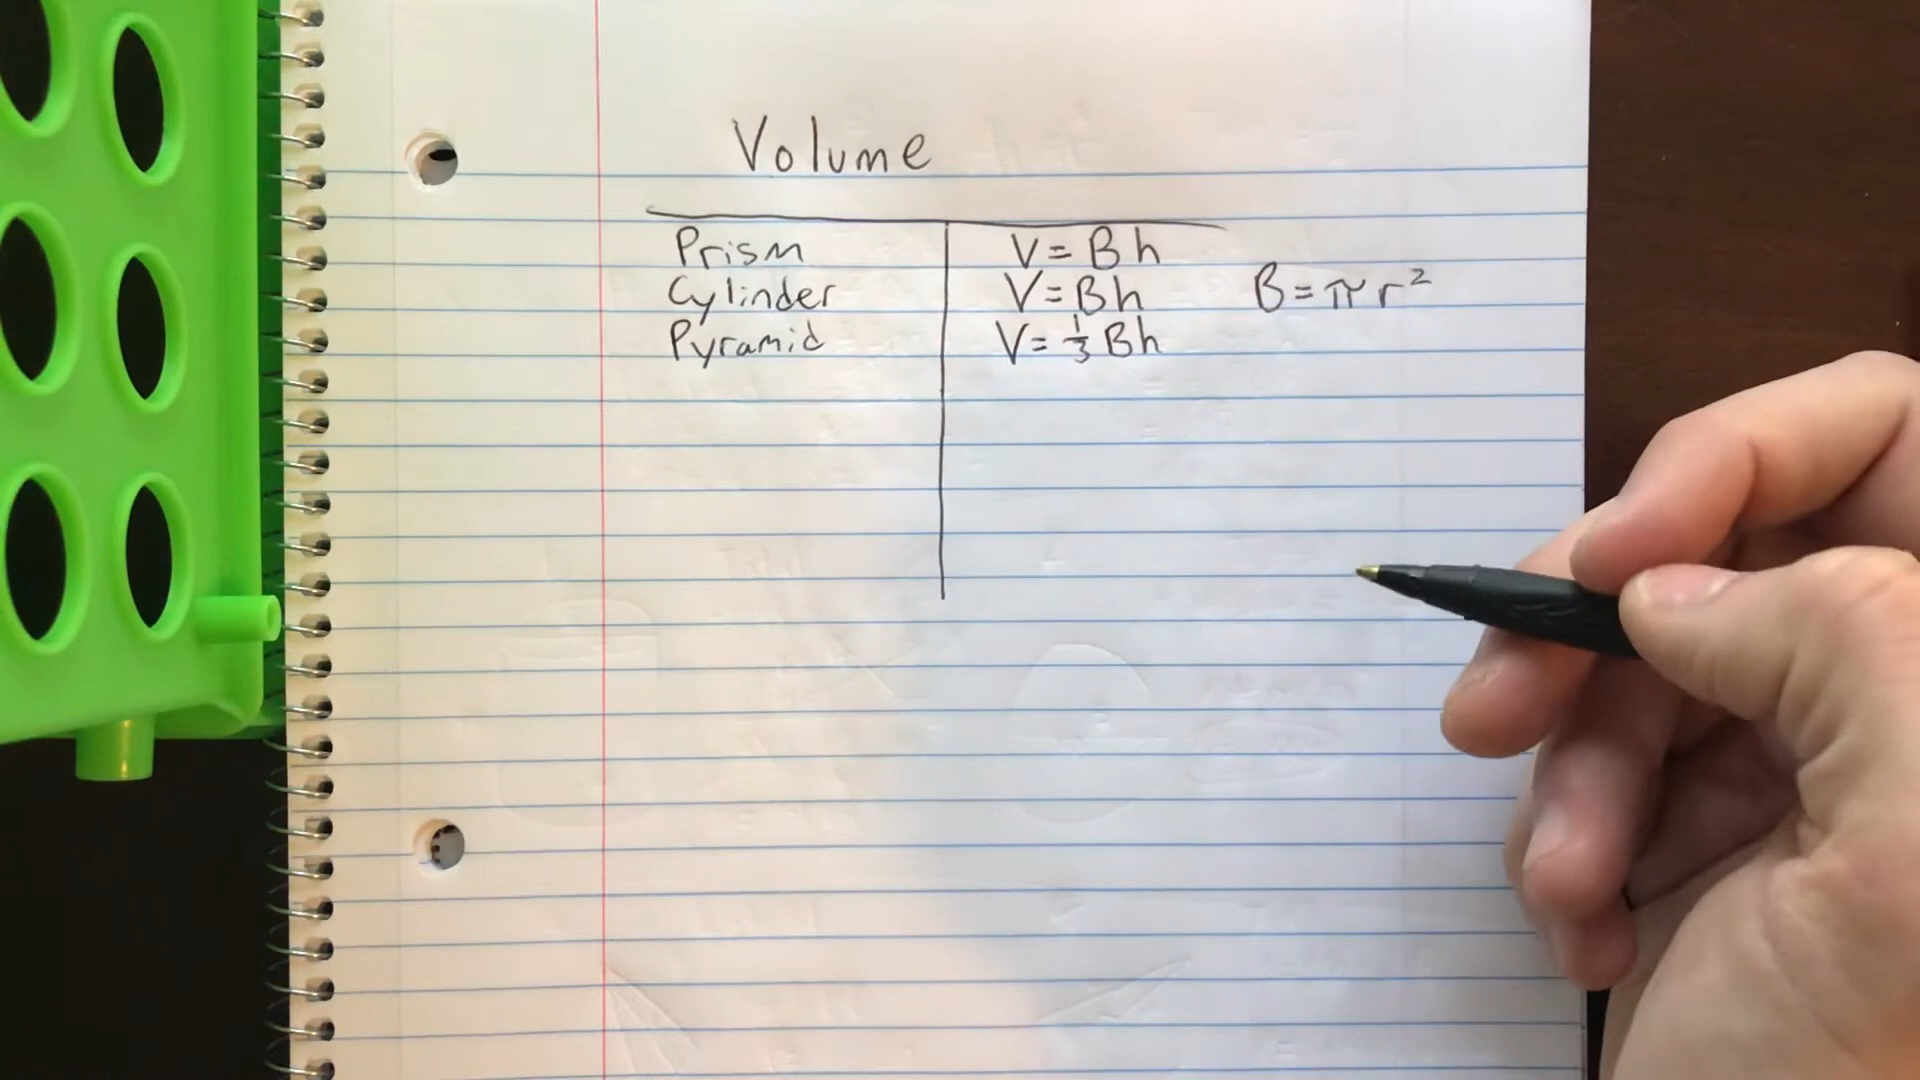 Volume
Prism V = Bh
Cylinder V = Bh B = πr²
Pyramid V = 1/3 Bh